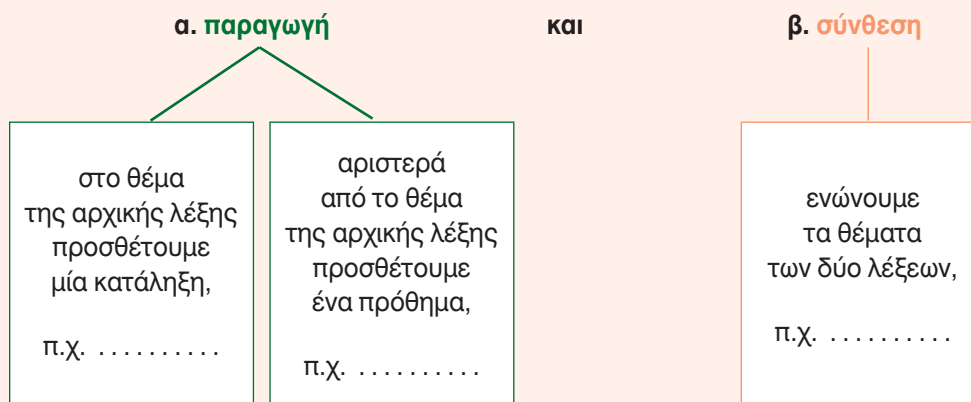 α. παραγωγή και β. σύνθεση
στο θέμα
της αρχικής λέξης
προσθέτουμε
μία κατάληξη,
π.χ. . . . . . . . . . .
αριστερά
από το θέμα
της αρχικής λέξης
προσθέτουμε
ένα πρόθημα,
π.χ. . . . . . . . . . .
ενώνουμε
τα θέματα
των δύο λέξεων,
π.χ. . . . . . . . . . .